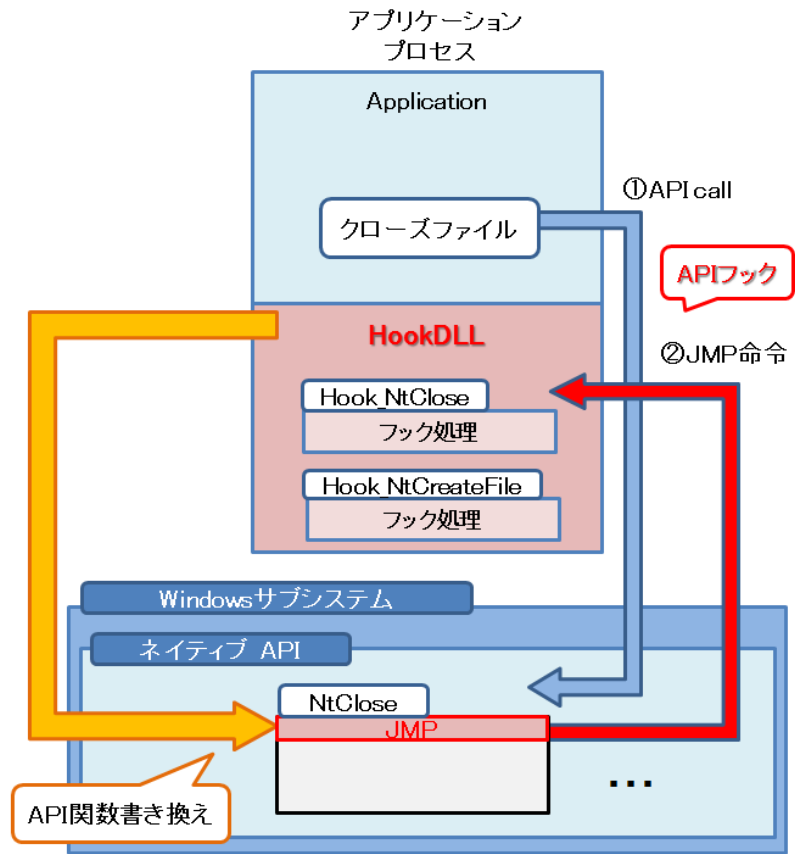 アプリケーション
プロセス
Application
①API call
クローズファイル
APIフック
HookDLL
②JMP命令
Hook_NtClose
フック処理
Hook_NtCreateFile
フック処理
Windowsサブシステム
ネイティブ API
NtClose
JMP
...
API関数書き換え